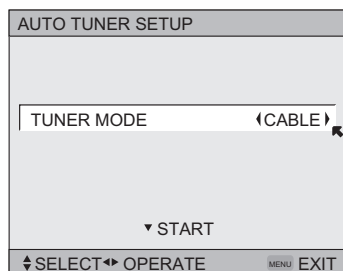 AUTO TUNER SETUP
TUNER MODE CABLE
START
SELECT OPERATE MENU EXIT